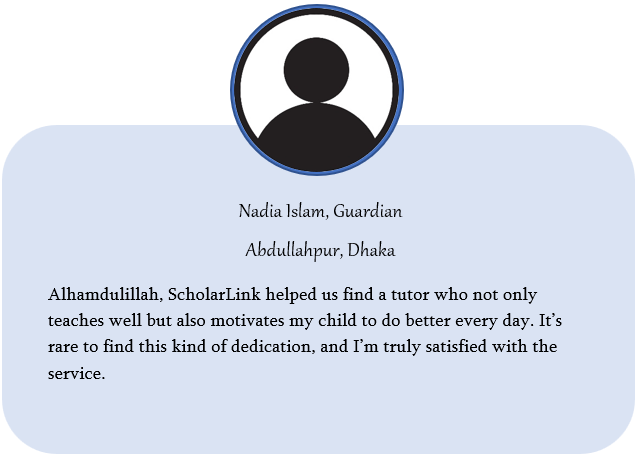 Nadia Islam, Guardian
Abdullahpur, Dhaka
Alhamdulillah, ScholarLink helped us find a tutor who not only
teaches well but also motivates my child to do better every day. It’s
rare to find this kind of dedication, and I’m truly satisfied with the
service.